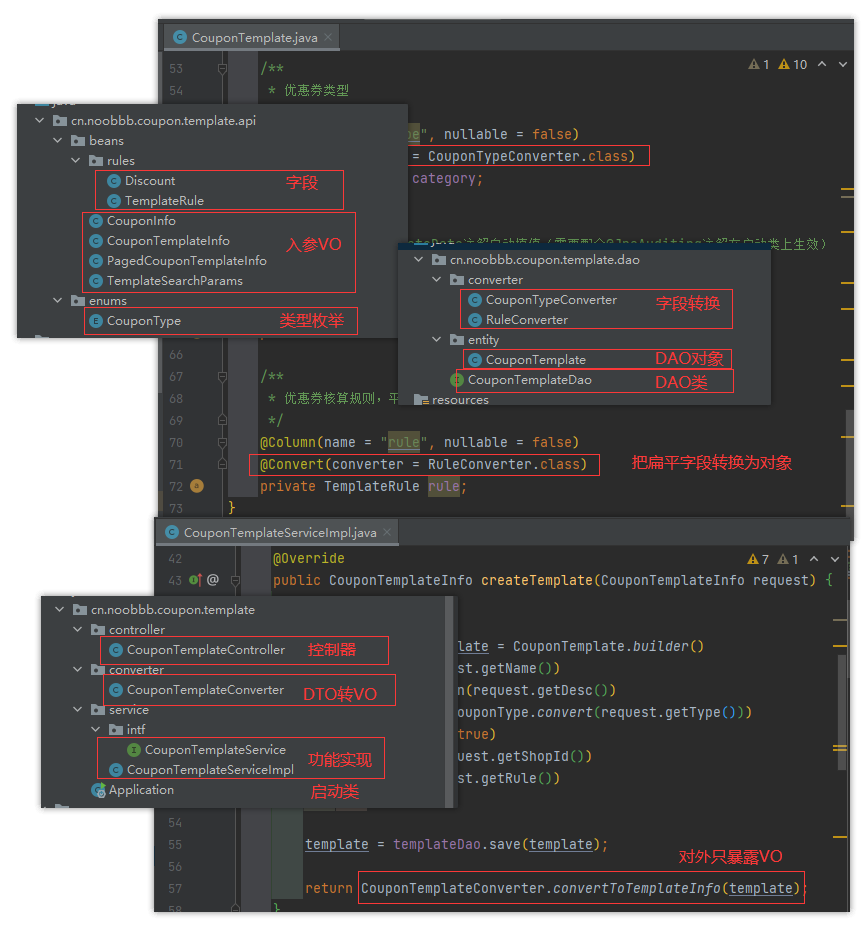 CouponTemplate.java
1 10
53 /**
54 * 优惠券类型
", nullable = false)
= CouponTypeConverter.class)
category;
cn.noobbb.coupon.template.api
beans
rules
Discount 字段
TemplateRule
CouponInfo
CouponTemplateInfo 入参VO
PagedCouponTemplateInfo
TemplateSearchParams
enums
CouponType 类型枚举
cn.noobbb.coupon.template.dao
converter
CouponTypeConverter 字段转换
RuleConverter
entity
CouponTemplate DAO对象
CouponTemplateDao DAO类
resources
66
67 /**
68 * 优惠券核算规则，平
69 */
70 @Column(name = "rule", nullable = false)
71 @Convert(converter = RuleConverter.class) 把扁平字段转换为对象
72 private TemplateRule rule;
73 }
CouponTemplateServiceImpl.java
42 @Override 7 1
43 public CouponTemplateInfo createTemplate(CouponTemplateInfo request) {
late = CouponTemplate.builder()
st.getName())
n(request.getDesc())
ouponType.convert(request.getType()))
true)
uest.getShopId())
st.getRule())
cn.noobbb.coupon.template
controller
CouponTemplateController 控制器
converter
CouponTemplateConverter DTO转VO
service
intf
CouponTemplateService 功能实现
CouponTemplateServiceImpl
Application 启动类
54
55 template = templateDao.save(template);
56 对外只暴露VO
57 return CouponTemplateConverter.convertToTemplateInfo(template);
58 }